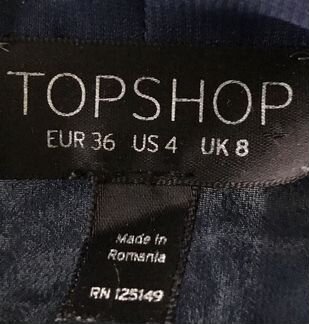 TOPSHOP
EUR 36 US 4 UK 8
Made in
Romania
RN 125149